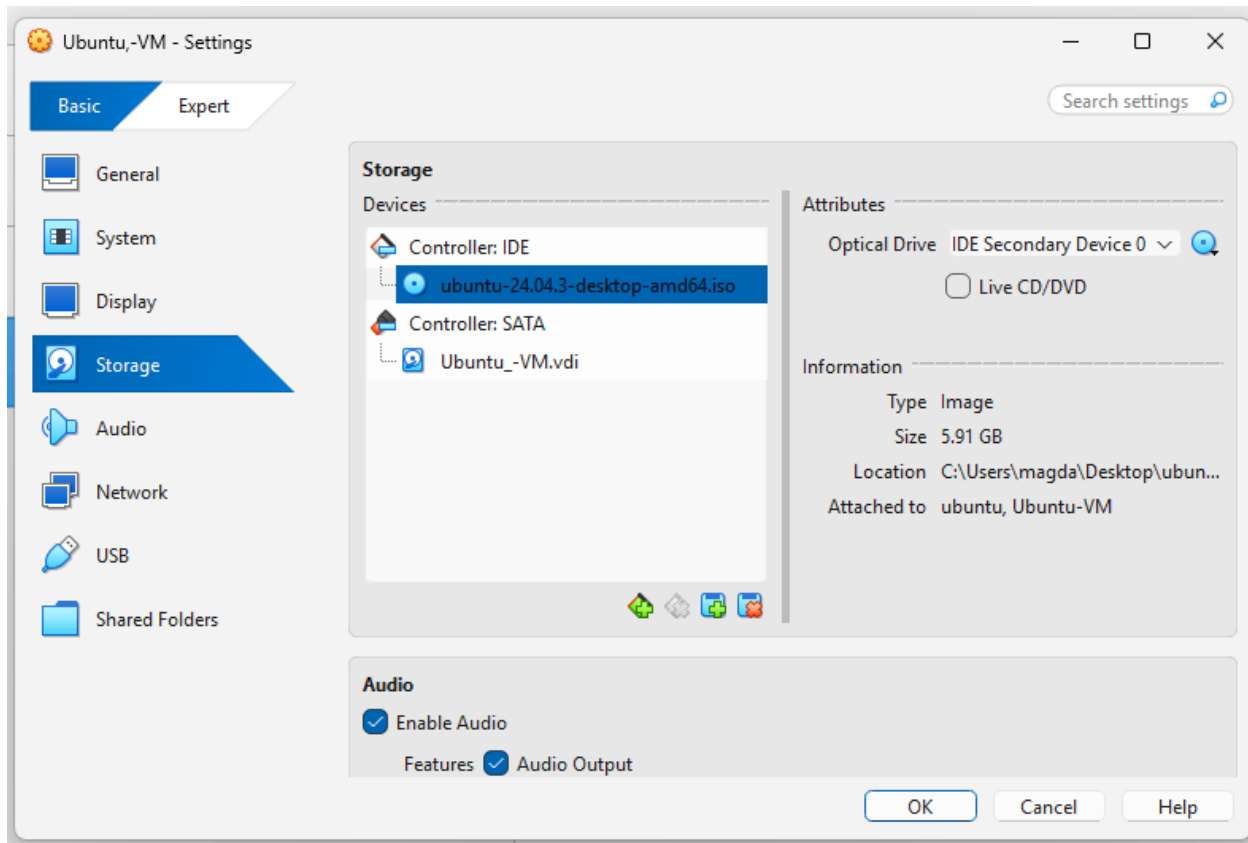 Ubuntu,-VM - Settings
Basic
Expert
Search settings
General
System
Display
Storage
Audio
Network
USB
Shared Folders
Storage
Devices
Controller: IDE
ubuntu-24.04.3-desktop-amd64.iso
Controller: SATA
Ubuntu_-VM.vdi
Attributes
Optical Drive IDE Secondary Device 0
Live CD/DVD
Information
Type Image
Size 5.91 GB
Location C:\Users\magda\Desktop\ubun...
Attached to ubuntu, Ubuntu-VM
Audio
Enable Audio
Features Audio Output
OK
Cancel
Help